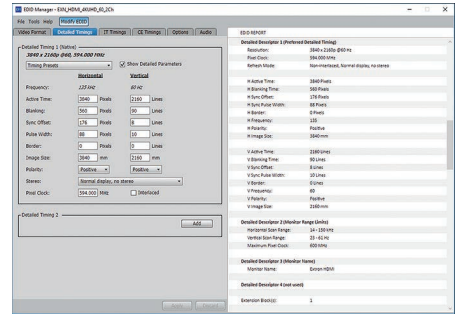 EDID Manager - EXN_HDMI_4KUHD_60_2Ch
File Tools Help Modify EDID
Video Format Detailed Timings IT Timings CE Timings Options Audio
Detailed Timing 1 (Native)
3840 x 2160p @60, 594.000 MHz
Timing Presets Show Detailed Parameters
Horizontal Vertical
Frequency: 135 kHz 60 Hz
Active Time: 3840 Pixels 2160 Lines
Blanking: 560 Pixels 90 Lines
Sync Offset: 176 Pixels 8 Lines
Pulse Width: 88 Pixels 10 Lines
Border: 0 Pixels 0 Lines
Image Size: 3840 mm 2160 mm
Polarity: Positive Positive
Stereo: Normal display, no stereo
Pixel Clock: 594.000 MHz Interlaced
Detailed Timing 2
Add
EDID REPORT
Detailed Descriptor 1 (Preferred Detailed Timing)
Resolution: 3840 x 2160p @60 Hz
Pixel Clock: 594.000 MHz
Refresh Mode: Non-interlaced, Normal display, no stereo
H Active Time: 3840 Pixels
H Blanking Time: 560 Pixels
H Sync Offset: 176 Pixels
H Sync Pulse Width: 88 Pixels
H Border: 0 Pixels
H Frequency: 135
H Polarity: Positive
H Image Size: 3840 mm
V Active Time: 2160 Lines
V Blanking Time: 90 Lines
V Sync Offset: 8 Lines
V Sync Pulse Width: 10 Lines
V Border: 0 Lines
V Frequency: 60
V Polarity: Positive
V Image Size: 2160 mm
Detailed Descriptor 2 (Monitor Range Limits)
Horizontal Scan Range: 14 - 150 kHz
Vertical Scan Range: 23 - 61 Hz
Maximum Pixel Clock: 600 MHz
Detailed Descriptor 3 (Monitor Name)
Monitor Name: Extron HDMI
Detailed Descriptor 4 (not used)
Extension Block(s): 1